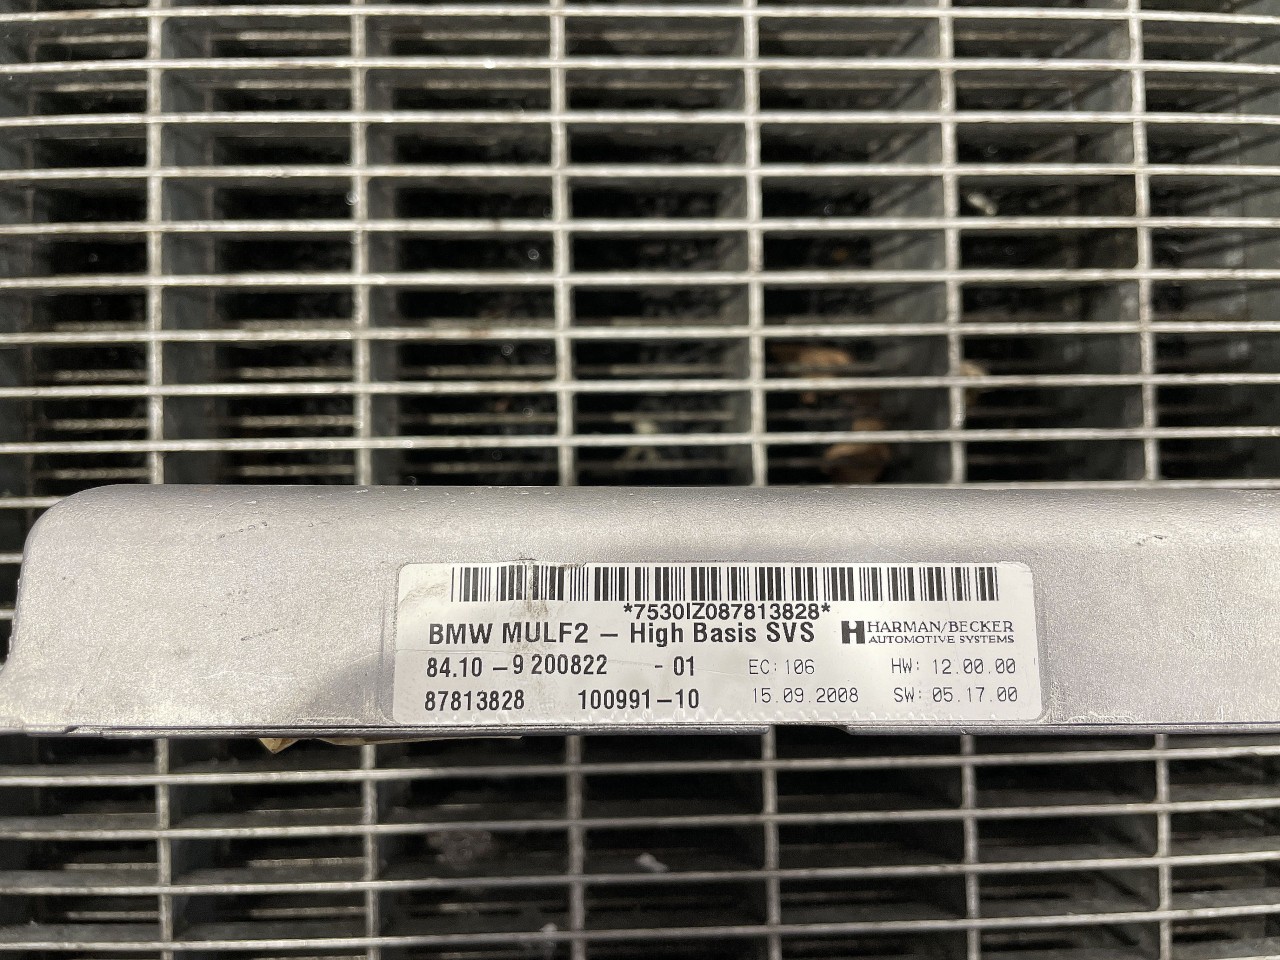 *7530IZ087813828*
BMW MULF2 – High Basis SVS
HARMAN/BECKER
AUTOMOTIVE SYSTEMS
84.10 – 9 200822 - 01 EC: 106 HW: 12.00.00
87813828 100991–10 15.09.2008 SW: 05.17.00